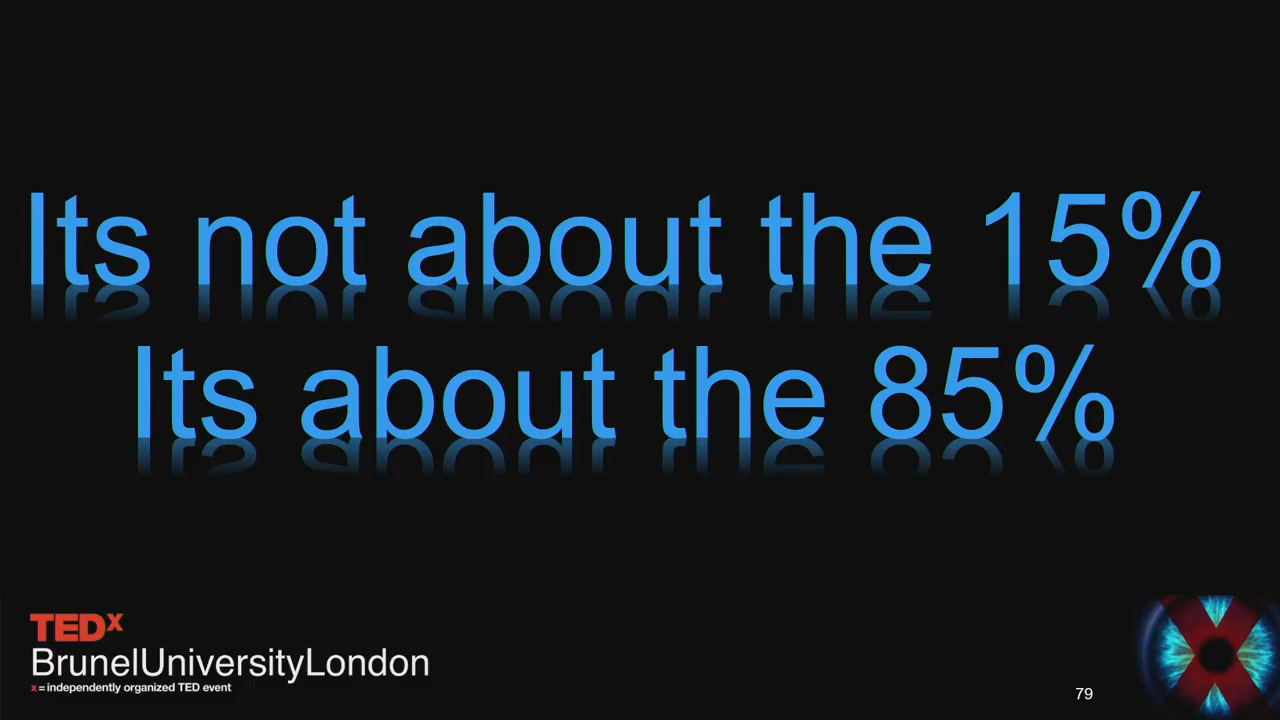 Its not about the 15%
Its about the 85%
TEDx
BrunelUniversityLondon
x = independently organized TED event
79